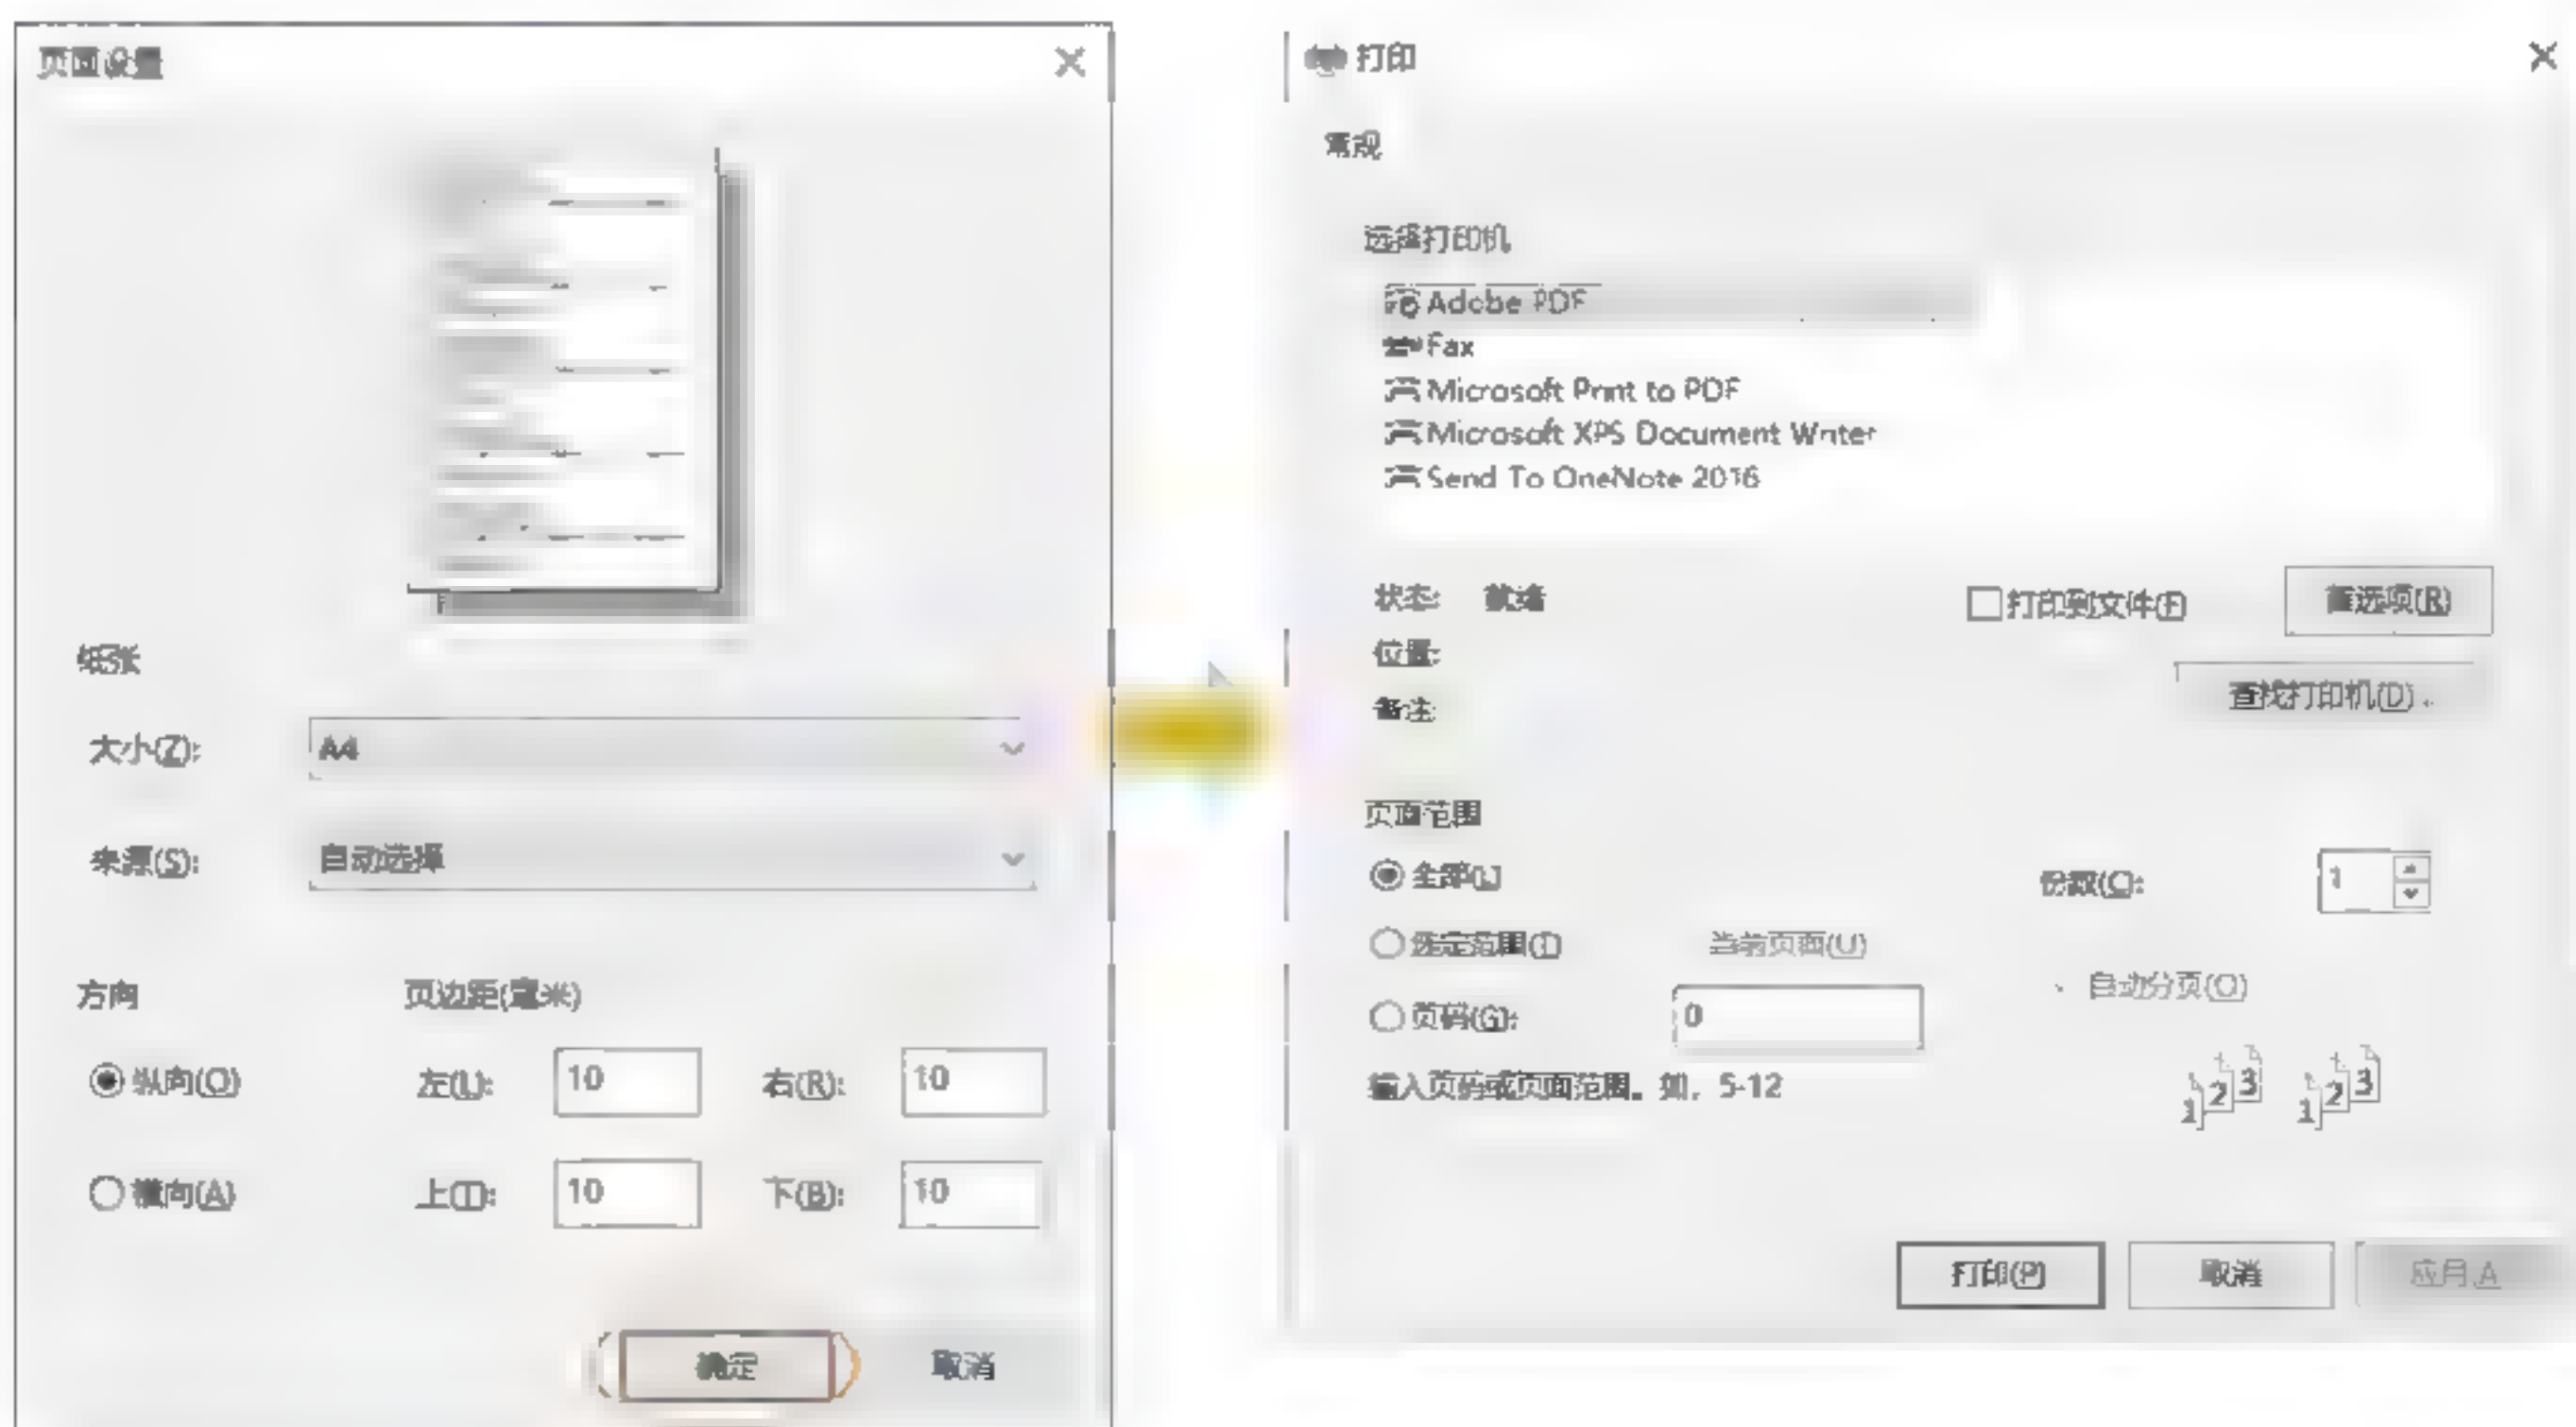 页面设置
纸张
大小(Z):
A4
来源(S):
自动选择
方向
页边距(毫米)
纵向(O)
左(L):
10
右(R):
10
横向(A)
上(T):
10
下(B):
10
确定
取消
打印
常规
选择打印机
Adobe PDF
Fax
Microsoft Print to PDF
Microsoft XPS Document Writer
Send To OneNote 2016
状态:
就绪
打印到文件(F)
首选项(R)
位置:
查找打印机(D)...
备注:
页面范围
全部(L)
份数(C):
1
选定范围(T)
当前页面(U)
自动分页(O)
页码(G):
0
输入页码或页面范围。如，5-12
1 2 3
1 2 3
打印(P)
取消
应用(A)